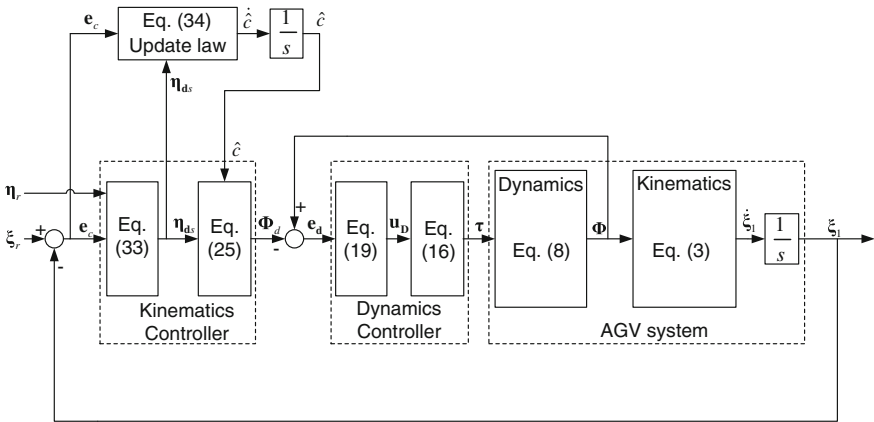 e_c
Eq. (34)
Update law
ċ̂
1
s
ĉ
η_ds
ĉ
η_r
ξ_r
+
-
e_c
Eq.
(33)
η_ds
Eq.
(25)
Φ_d
+
-
e_d
Eq.
(19)
u_D
Eq.
(16)
τ
Dynamics
Eq. (8)
Φ
Kinematics
Eq. (3)
ξ̇_1
1
s
ξ_1
Kinematics
Controller
Dynamics
Controller
AGV system